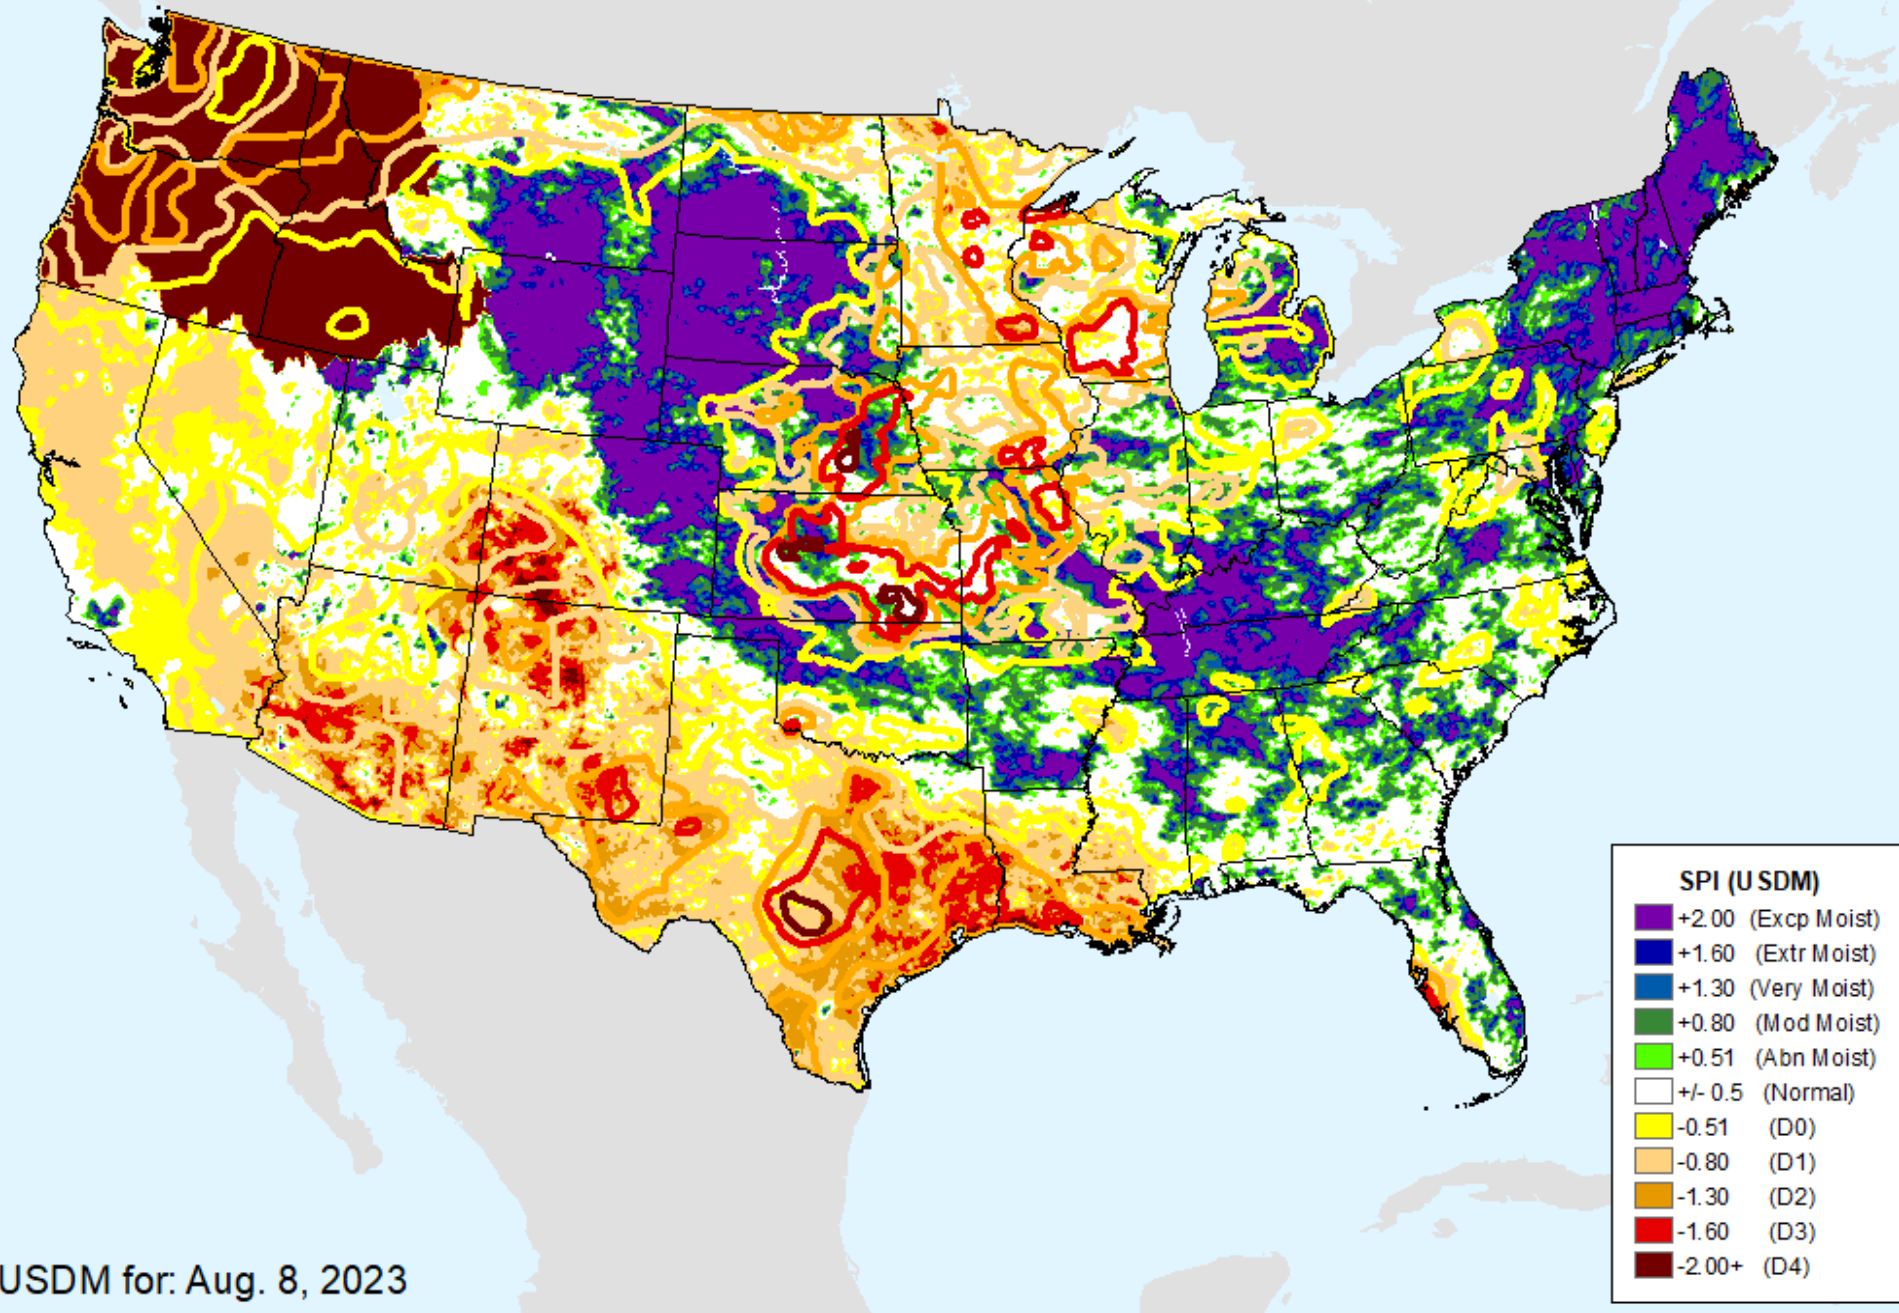 SPI (USDM)
+2.00 (Excp Moist)
+1.60 (Extr Moist)
+1.30 (Very Moist)
+0.80 (Mod Moist)
+0.51 (Abn Moist)
+/- 0.5 (Normal)
-0.51 (D0)
-0.80 (D1)
-1.30 (D2)
-1.60 (D3)
-2.00+ (D4)
USDM for: Aug. 8, 2023